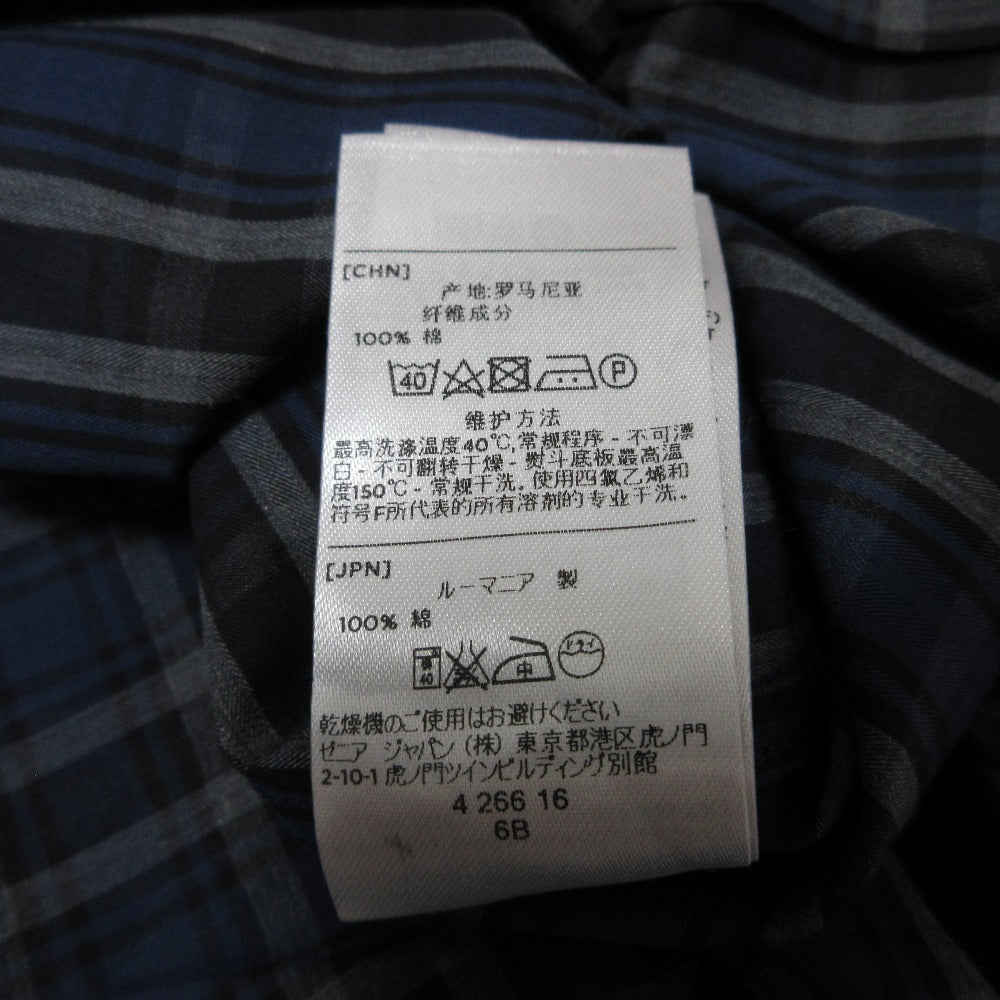 [CHN]
产地:罗马尼亚
纤维成分
100% 棉
40 P
维护方法
最高洗涤温度40℃,常规程序 - 不可漂
白 - 不可翻转干燥 - 熨斗底板最高温
度150℃ - 常规干洗. 使用四氯乙烯和
符号F所代表的所有溶剂的专业干洗.
[JPN]
ルーマニア 製
100% 綿
40 中 ドライ
乾燥機のご使用はお避けください
ゼニア ジャパン (株) 東京都港区虎ノ門
2-10-1 虎ノ門ツインビルディング別館
4 266 16
6B